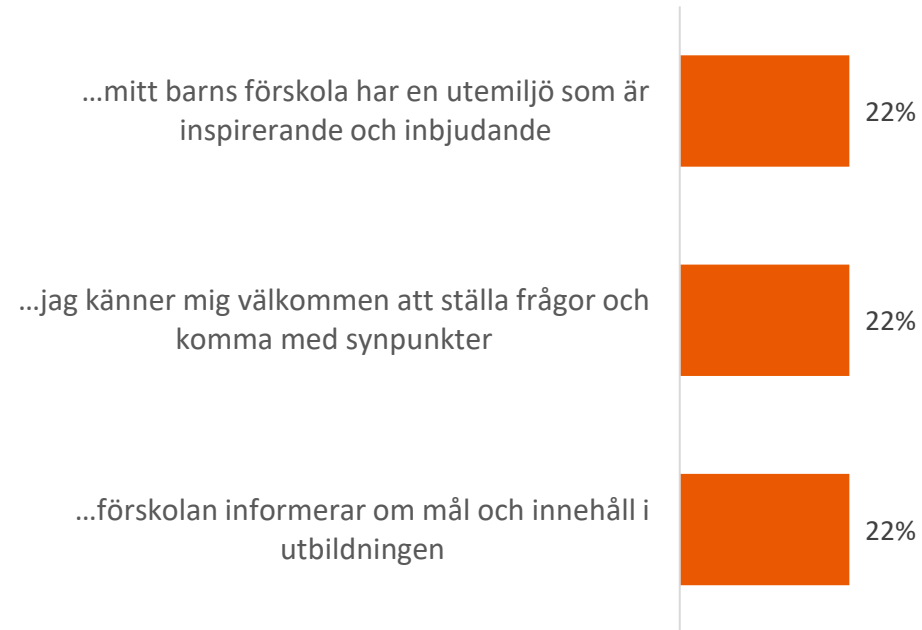 …mitt barns förskola har en utemiljö som är
inspirerande och inbjudande
22%
…jag känner mig välkommen att ställa frågor och
komma med synpunkter
22%
…förskolan informerar om mål och innehåll i
utbildningen
22%